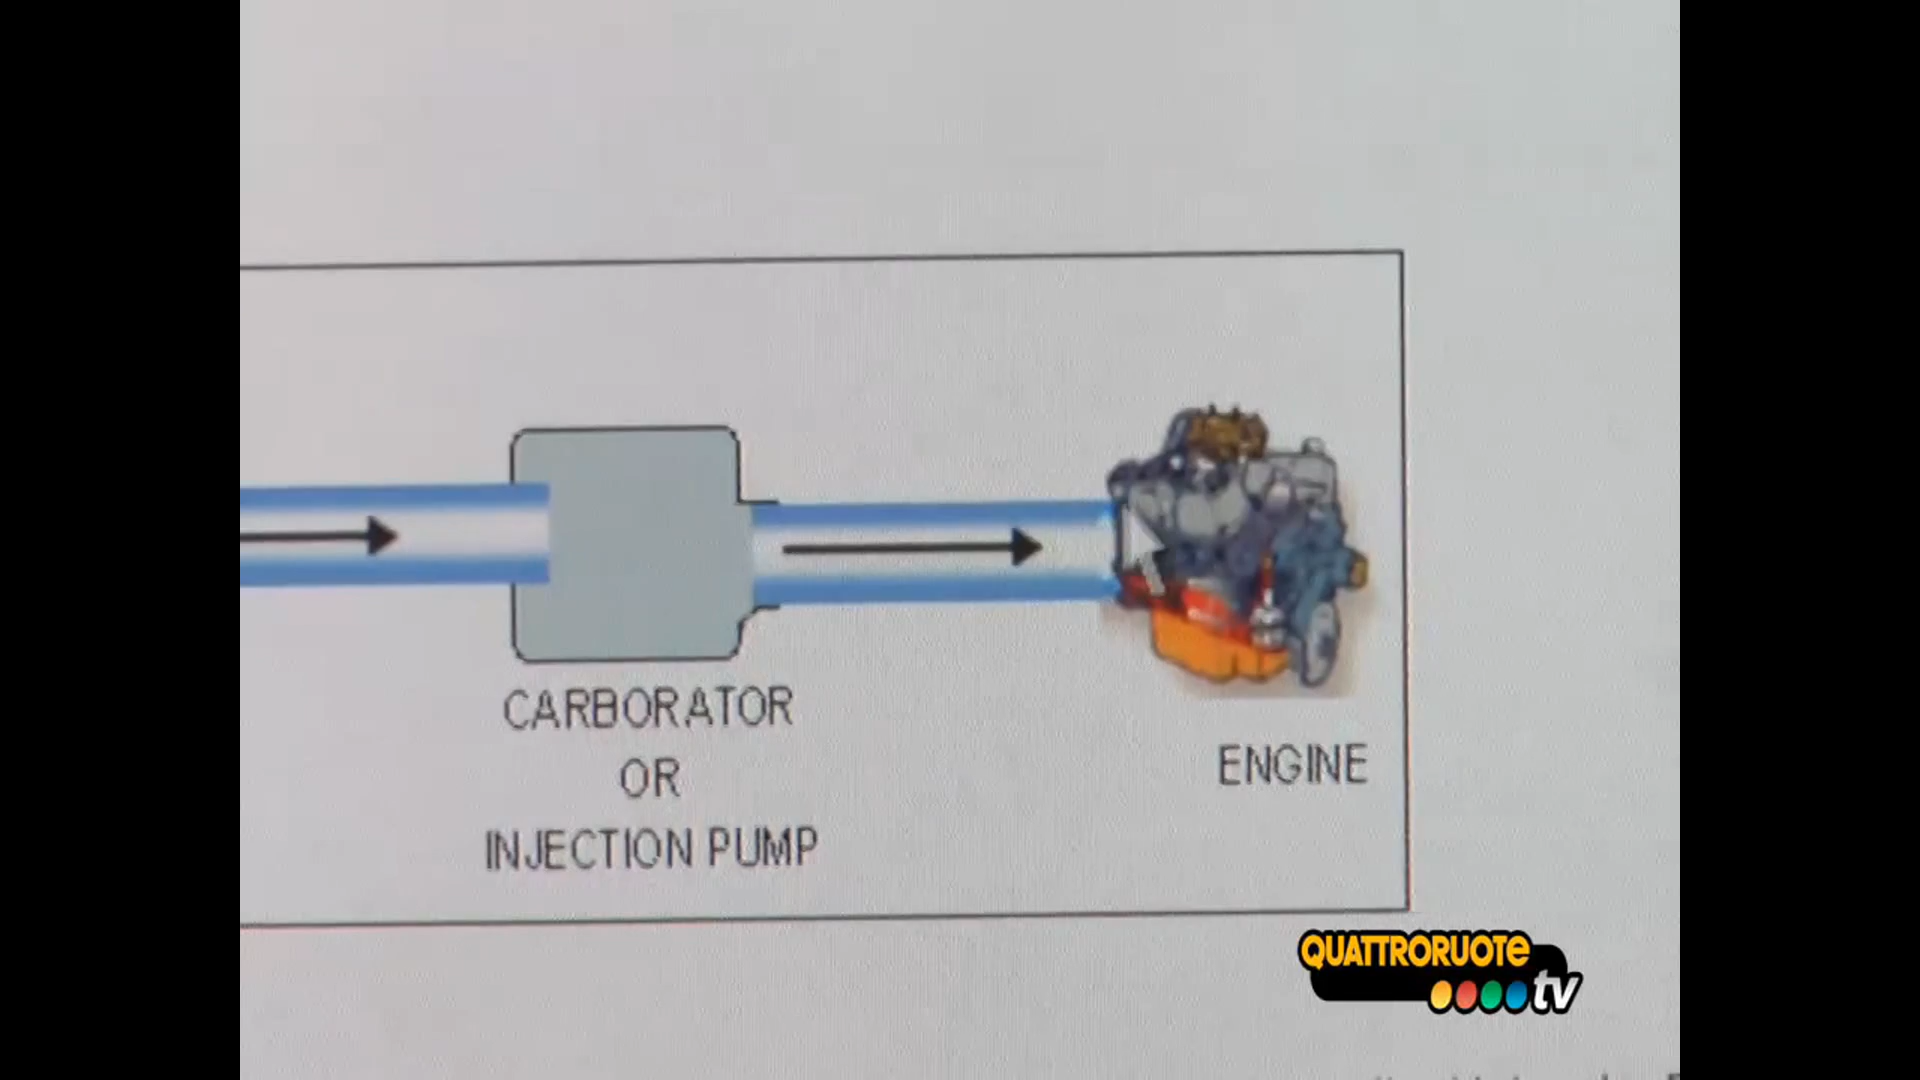 CARBORATOR
OR
INJECTION PUMP
ENGINE
QUATTRORUOTE
tv